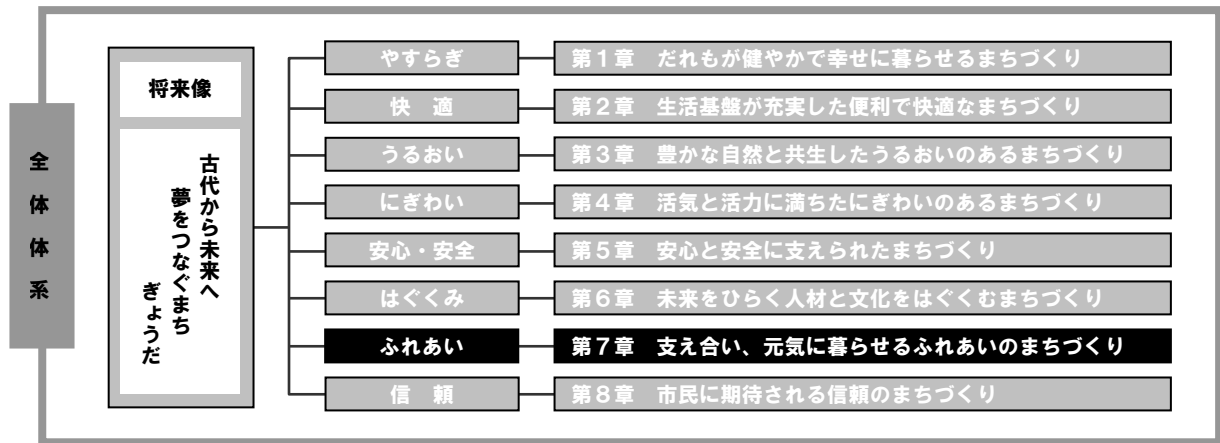 全体体系
将来像
古代から未来へ
夢をつなぐまち
ぎょうだ
やすらぎ
第1章 だれもが健やかで幸せに暮らせるまちづくり
快 適
第2章 生活基盤が充実した便利で快適なまちづくり
うるおい
第3章 豊かな自然と共生したうるおいのあるまちづくり
にぎわい
第4章 活気と活力に満ちたにぎわいのあるまちづくり
安心・安全
第5章 安心と安全に支えられたまちづくり
はぐくみ
第6章 未来をひらく人材と文化をはぐくむまちづくり
ふれあい
第7章 支え合い、元気に暮らせるふれあいのまちづくり
信 頼
第8章 市民に期待される信頼のまちづくり